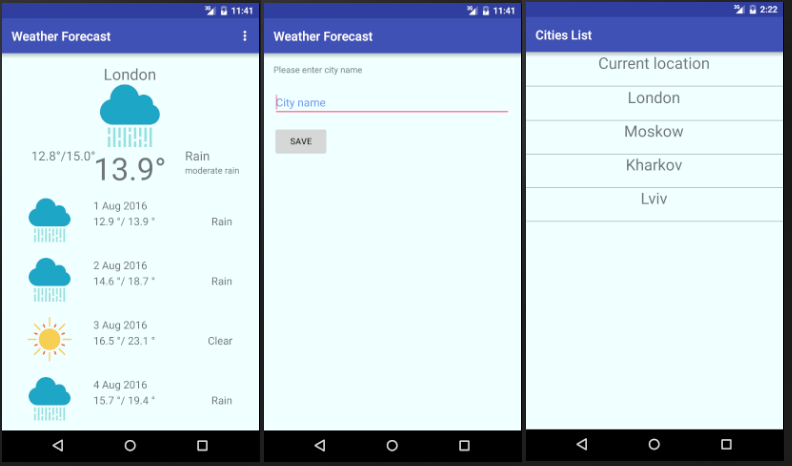 3G 11:41
Weather Forecast
London
12.8°/15.0°
13.9°
Rain
moderate rain
1 Aug 2016
12.9 °/ 13.9 °
Rain
2 Aug 2016
14.6 °/ 18.7 °
Rain
3 Aug 2016
16.5 °/ 23.1 °
Clear
4 Aug 2016
15.7 °/ 19.4 °
Rain
3G 11:41
Weather Forecast
Please enter city name
City name
SAVE
3G 2:22
Cities List
Current location
London
Moskow
Kharkov
Lviv